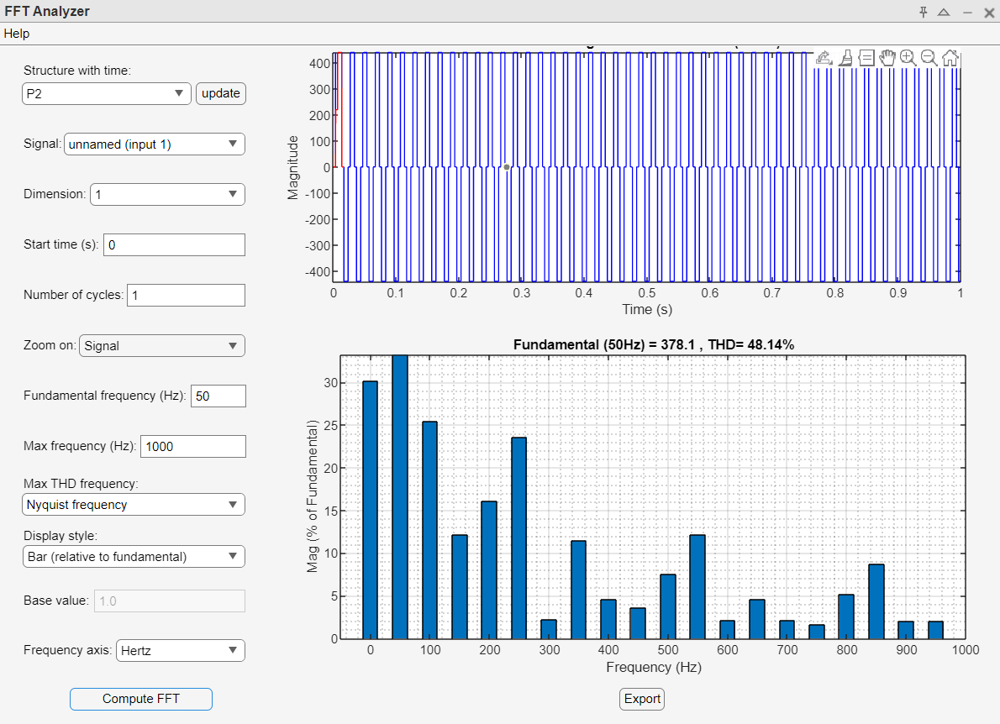 FFT Analyzer
Help
Structure with time:
P2
update
Signal: unnamed (input 1)
Dimension: 1
Start time (s): 0
Number of cycles: 1
Zoom on: Signal
Fundamental frequency (Hz): 50
Max frequency (Hz): 1000
Max THD frequency:
Nyquist frequency
Display style:
Bar (relative to fundamental)
Base value: 1.0
Frequency axis: Hertz
Compute FFT
400
300
200
100
0
-100
-200
-300
-400
Magnitude
0 0.1 0.2 0.3 0.4 0.5 0.6 0.7 0.8 0.9 1
Time (s)
Fundamental (50Hz) = 378.1 , THD= 48.14%
30
25
20
15
10
5
0
Mag (% of Fundamental)
0 100 200 300 400 500 600 700 800 900 1000
Frequency (Hz)
Export